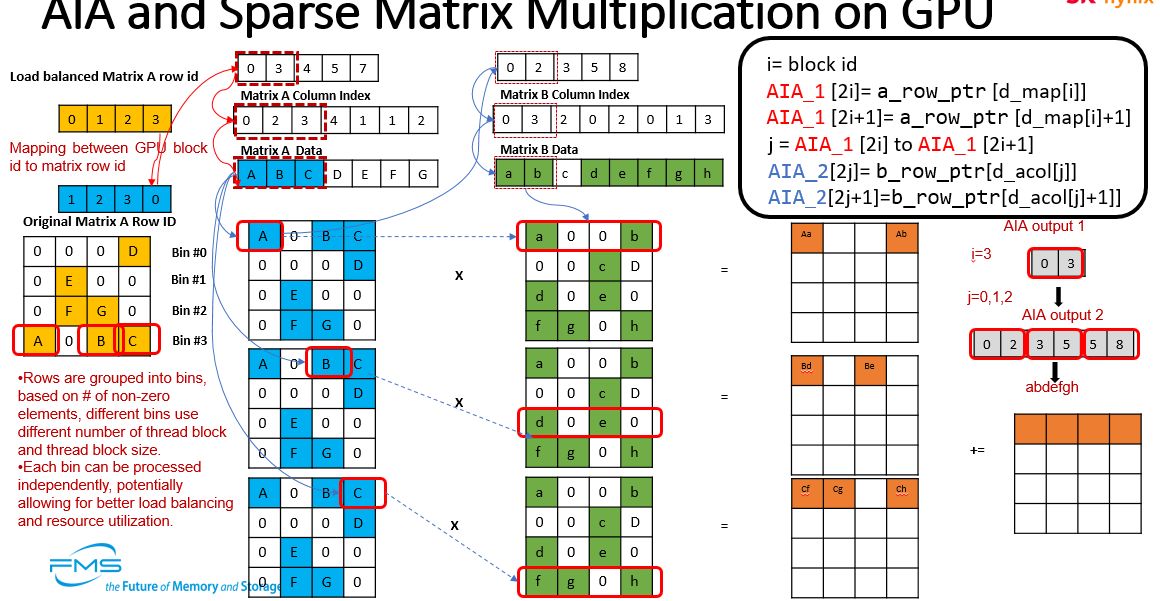 AIA and Sparse Matrix Multiplication on GPU
Load balanced Matrix A row id
0 1 2 3
Mapping between GPU block
id to matrix row id
1 2 3 0
Original Matrix A Row ID
0 0 0 D Bin #0
0 E 0 0 Bin #1
0 F G 0 Bin #2
A 0 B C Bin #3
•Rows are grouped into bins,
based on # of non-zero
elements, different bins use
different number of thread block
and thread block size.
•Each bin can be processed
independently, potentially
allowing for better load balancing
and resource utilization.
FMS
the Future of Memory and Storage
0 3 4 5 7
Matrix A Column Index
0 2 3 4 1 1 2
Matrix A Data
A B C D E F G
0 2 3 5 8
Matrix B Column Index
0 3 2 0 2 0 1 3
Matrix B Data
a b c d e f g h
i= block id
AIA_1 [2i]= a_row_ptr [d_map[i]]
AIA_1 [2i+1]= a_row_ptr [d_map[i]+1]
j = AIA_1 [2i] to AIA_1 [2i+1]
AIA_2[2j]= b_row_ptr[d_acol[j]]
AIA_2[2j+1]=b_row_ptr[d_acol[j]+1]]
A 0 B C
0 0 0 D
0 E 0 0
0 F G 0
x
a 0 0 b
0 0 c D
d 0 e 0
f g 0 h
=
Aa Ab
A 0 B C
0 0 0 D
0 E 0 0
0 F G 0
x
a 0 0 b
0 0 c D
d 0 e 0
f g 0 h
=
Bd Be
A 0 B C
0 0 0 D
0 E 0 0
0 F G 0
x
a 0 0 b
0 0 c D
d 0 e 0
f g 0 h
=
Cf Cg Ch
AIA output 1
i=3
0 3
j=0,1,2
AIA output 2
0 2 3 5 5 8
abdefgh
+=